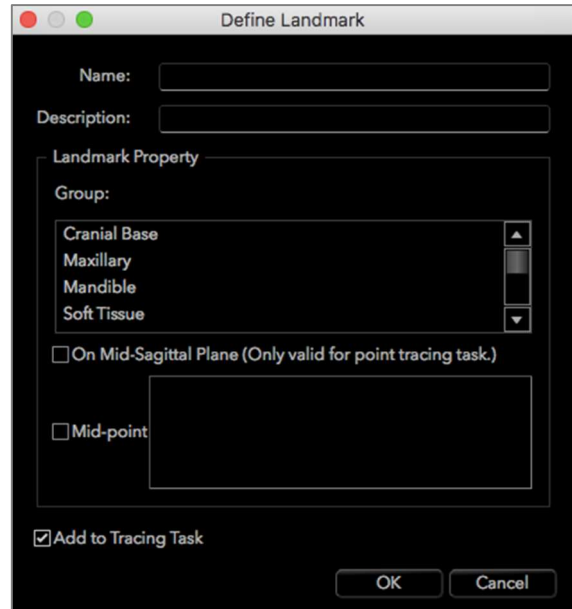 Define Landmark
Name:
Description:
Landmark Property
Group:
Cranial Base
Maxillary
Mandible
Soft Tissue
On Mid-Sagittal Plane (Only valid for point tracing task.)
Mid-point
Add to Tracing Task
OK Cancel